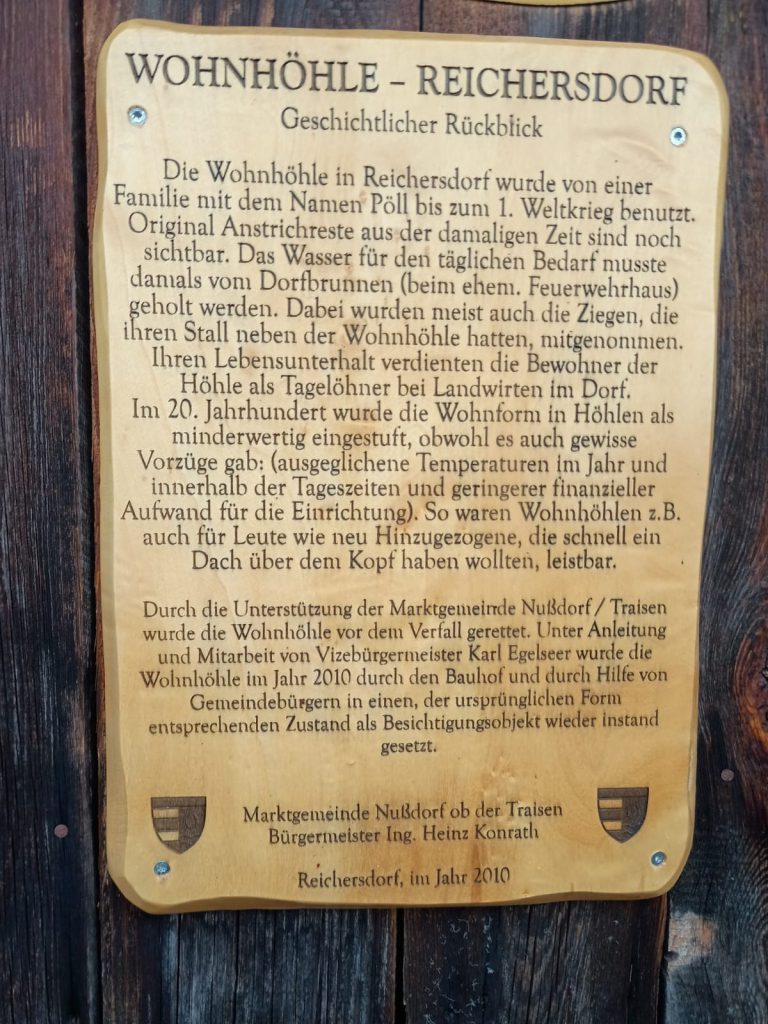 WOHNHÖHLE – REICHERSDORF
Geschichtlicher Rückblick
Die Wohnhöhle in Reichersdorf wurde von einer
Familie mit dem Namen Pöll bis zum 1. Weltkrieg benutzt.
Original Anstrichreste aus der damaligen Zeit sind noch
sichtbar. Das Wasser für den täglichen Bedarf musste
damals vom Dorfbrunnen (beim ehem. Feuerwehrhaus)
geholt werden. Dabei wurden meist auch die Ziegen, die
ihren Stall neben der Wohnhöhle hatten, mitgenommen.
Ihren Lebensunterhalt verdienten die Bewohner der
Höhle als Tagelöhner bei Landwirten im Dorf.
Im 20. Jahrhundert wurde die Wohnform in Höhlen als
minderwertig eingestuft, obwohl es auch gewisse
Vorzüge gab: (ausgeglichene Temperaturen im Jahr und
innerhalb der Tageszeiten und geringerer finanzieller
Aufwand für die Einrichtung). So waren Wohnhöhlen z.B.
auch für Leute wie neu Hinzugezogene, die schnell ein
Dach über dem Kopf haben wollten, leistbar.
Durch die Unterstützung der Marktgemeinde Nußdorf / Traisen
wurde die Wohnhöhle vor dem Verfall gerettet. Unter Anleitung
und Mitarbeit von Vizebürgermeister Karl Egelseer wurde die
Wohnhöhle im Jahr 2010 durch den Bauhof und durch Hilfe von
Gemeindebürgern in einen, der ursprünglichen Form
entsprechenden Zustand als Besichtigungsobjekt wieder instand
gesetzt.
Marktgemeinde Nußdorf ob der Traisen
Bürgermeister Ing. Heinz Konrath
Reichersdorf, im Jahr 2010